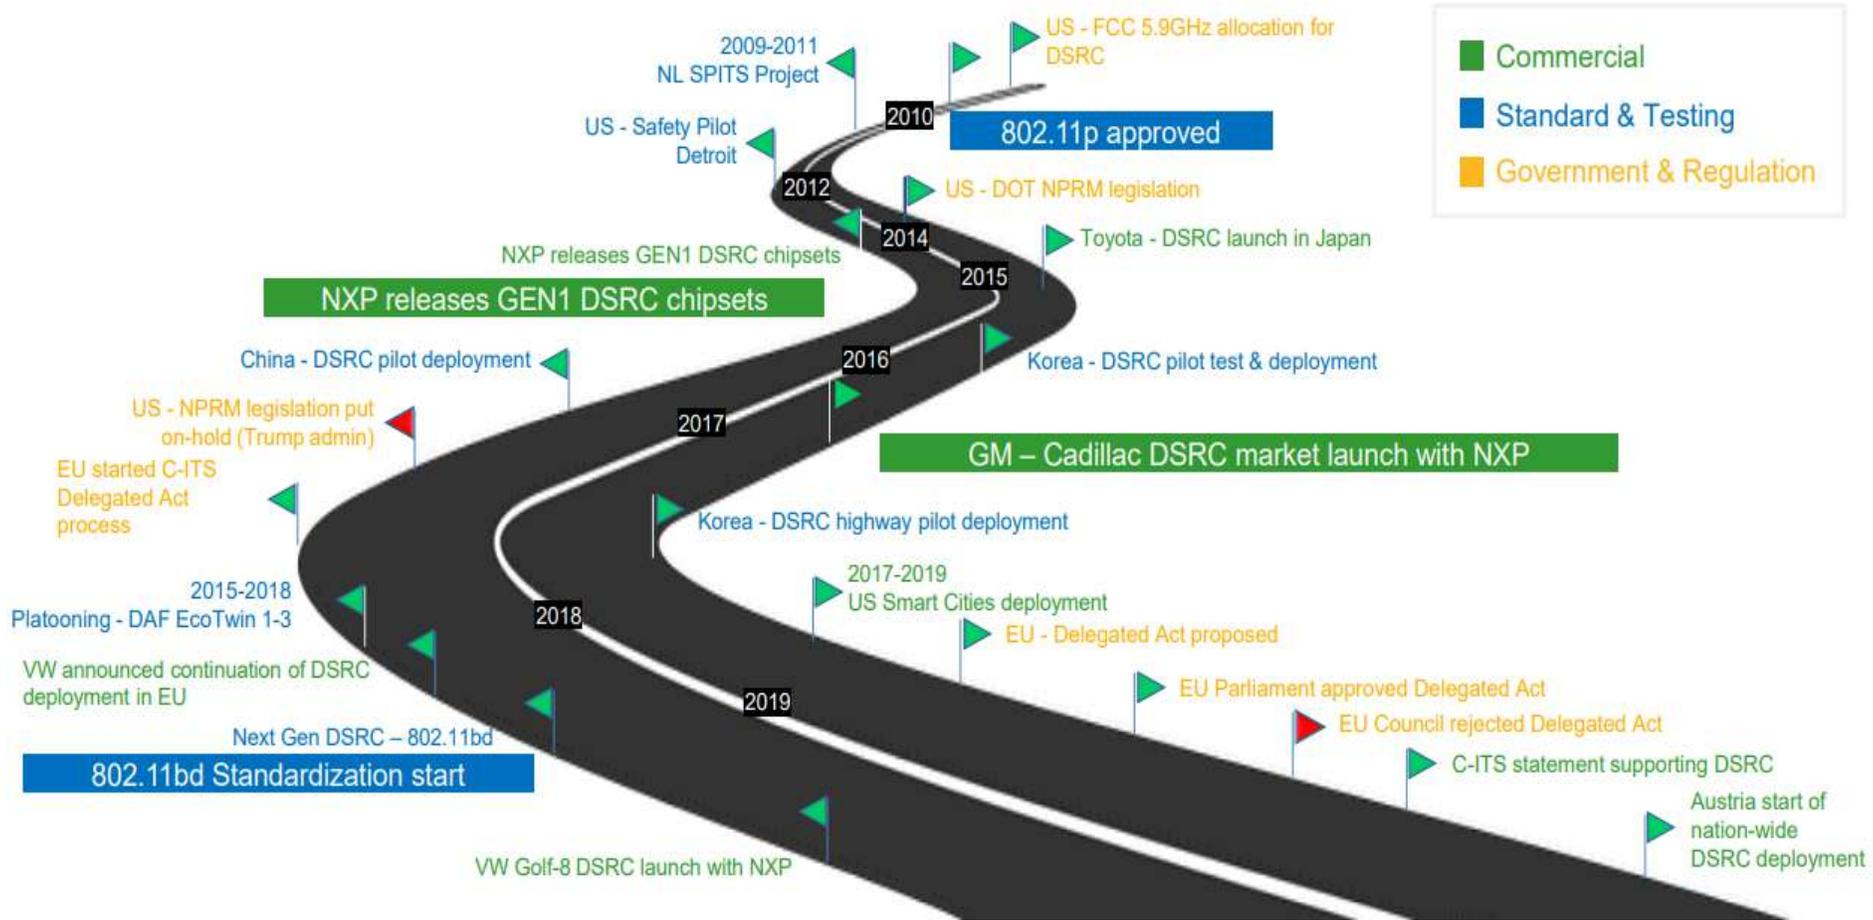 US - FCC 5.9GHz allocation for
DSRC
2009-2011
NL SPITS Project
2010
802.11p approved
US - Safety Pilot
Detroit
2012
US - DOT NPRM legislation
2014
Toyota - DSRC launch in Japan
NXP releases GEN1 DSRC chipsets
2015
NXP releases GEN1 DSRC chipsets
China - DSRC pilot deployment
2016
Korea - DSRC pilot test & deployment
US - NPRM legislation put
on-hold (Trump admin)
2017
GM – Cadillac DSRC market launch with NXP
EU started C-ITS
Delegated Act
process
Korea - DSRC highway pilot deployment
2015-2018
Platooning - DAF EcoTwin 1-3
2018
2017-2019
US Smart Cities deployment
EU - Delegated Act proposed
VW announced continuation of DSRC
deployment in EU
EU Parliament approved Delegated Act
2019
EU Council rejected Delegated Act
Next Gen DSRC – 802.11bd
802.11bd Standardization start
C-ITS statement supporting DSRC
Austria start of
nation-wide
DSRC deployment
VW Golf-8 DSRC launch with NXP
Commercial
Standard & Testing
Government & Regulation